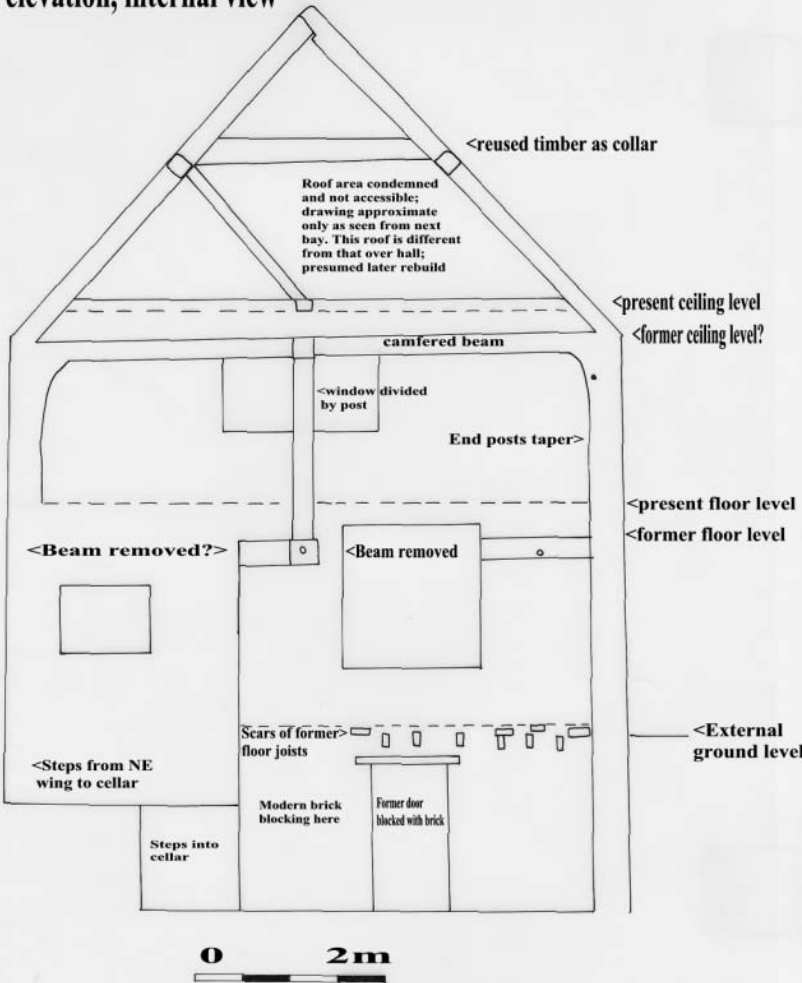 elevation, internal view
<reused timber as collar
Roof area condemned
and not accessible;
drawing approximate
only as seen from next
bay. This roof is different
from that over hall;
presumed later rebuild
<present ceiling level
<former ceiling level?
camfered beam
<window divided
by post
End posts taper>
<present floor level
<former floor level
<Beam removed?>
<Beam removed
Scars of former>
floor joists
<External
ground level
<Steps from NE
wing to cellar
Modern brick
blocking here
Former door
blocked with brick
Steps into
cellar
0 2m